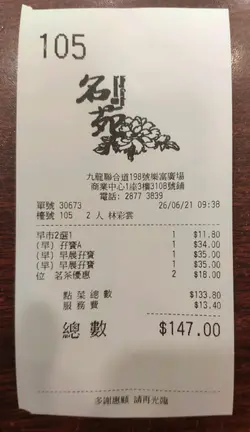 105
名苑
九龍聯合道198號樂富廣場
商業中心1座3樓3108號舖
電話: 2877 3839
單號 30673 26/06/21 09:38
檯號 105 2 人 林彩雲
早市2選1 1 $11.80
(早) 孖寶A 1 $34.00
(早) 早晨孖寶 1 $35.00
(早) 早晨孖寶 1 $35.00
位 茗茶優惠 2 $18.00
點菜總數 $133.80
服務費 $13.40
總數 $147.00
多謝惠顧 請再光臨